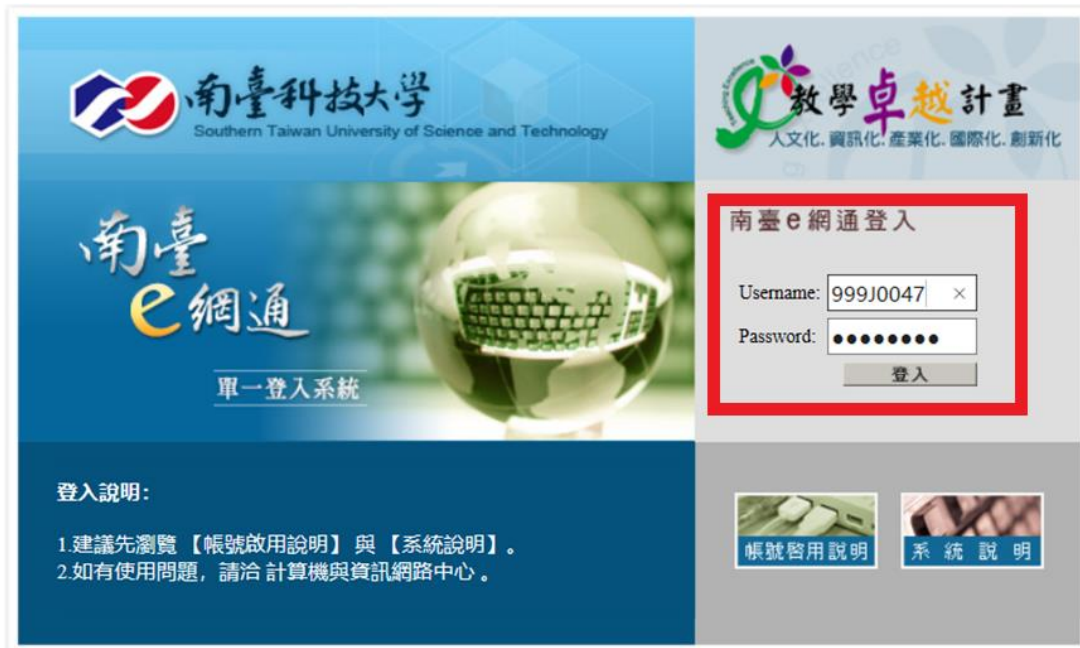 南臺科技大學
Southern Taiwan University of Science and Technology
教學卓越計畫
人文化. 資訊化. 產業化. 國際化. 創新化
南臺
e網通
單一登入系統
南臺e網通登入
Username: 999J0047 ×
Password: ●●●●●●●●
登入
登入說明:
1.建議先瀏覽 【帳號啟用說明】 與 【系統說明】。
2.如有使用問題，請洽 計算機與資訊網路中心 。
帳號啓用說明
系統說明